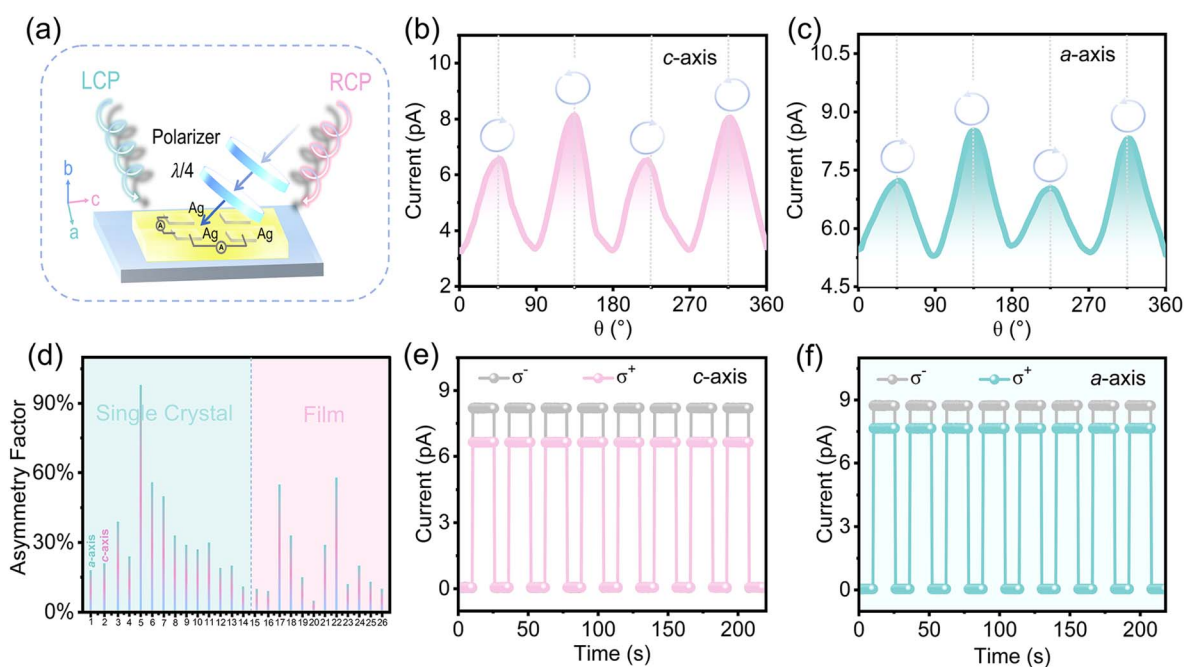 (a)
LCP
RCP
Polarizer
λ/4
b
c
a
Ag
Ag
Ag
A
A
(b)
c-axis
Current (pA)
10
8
6
4
2
0
90
180
270
360
θ (°)
(c)
a-axis
Current (pA)
10.5
9.0
7.5
6.0
4.5
0
90
180
270
360
θ (°)
(d)
Single Crystal
Film
Asymmetry Factor
90%
60%
30%
0%
a-axis
c-axis
1 2 3 4 5 6 7 8 9 10 11 12 13 14 15 16 17 18 19 20 21 22 23 24 25 26
(e)
σ- σ+ c-axis
Current (pA)
9
6
3
0
0 50 100 150 200
Time (s)
(f)
σ- σ+ a-axis
Current (pA)
9
6
3
0
0 50 100 150 200
Time (s)